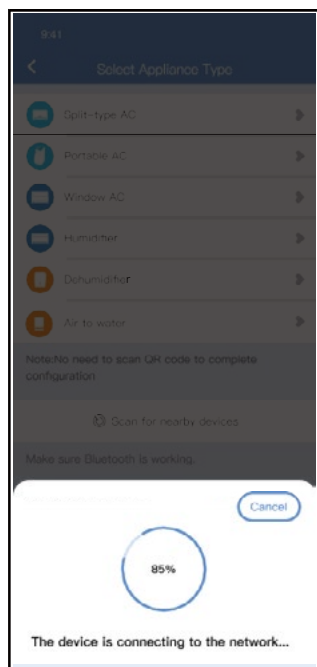 9:41
Select Appliance Type
Split-type AC
Portable AC
Window AC
Humidifier
Dehumidifier
Air to water
Note:No need to scan QR code to complete
configuration
Scan for nearby devices
Make sure Bluetooth is working.
Cancel
85%
The device is connecting to the network...